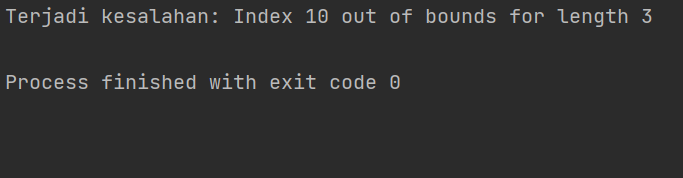 Terjadi kesalahan: Index 10 out of bounds for length 3
Process finished with exit code 0